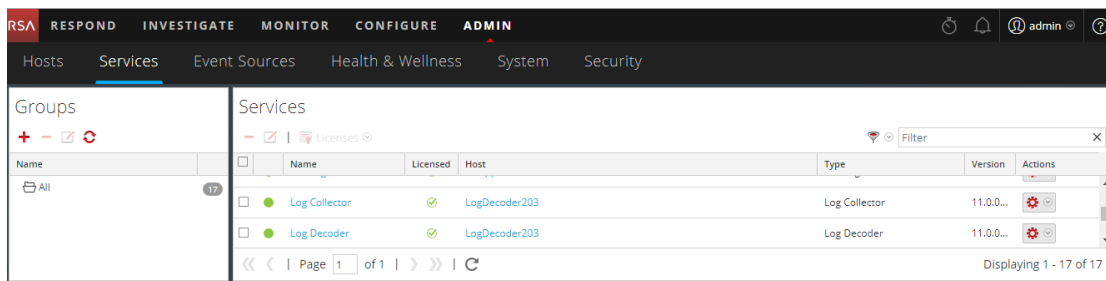 RSA RESPOND INVESTIGATE MONITOR CONFIGURE ADMIN admin ?
Hosts Services Event Sources Health & Wellness System Security
Groups
Services
Licenses
Filter
Name
Name Licensed Host Type Version Actions
All 17
Log Collector LogDecoder203 Log Collector 11.0.0...
Log Decoder LogDecoder203 Log Decoder 11.0.0...
Page 1 of 1 Displaying 1 - 17 of 17